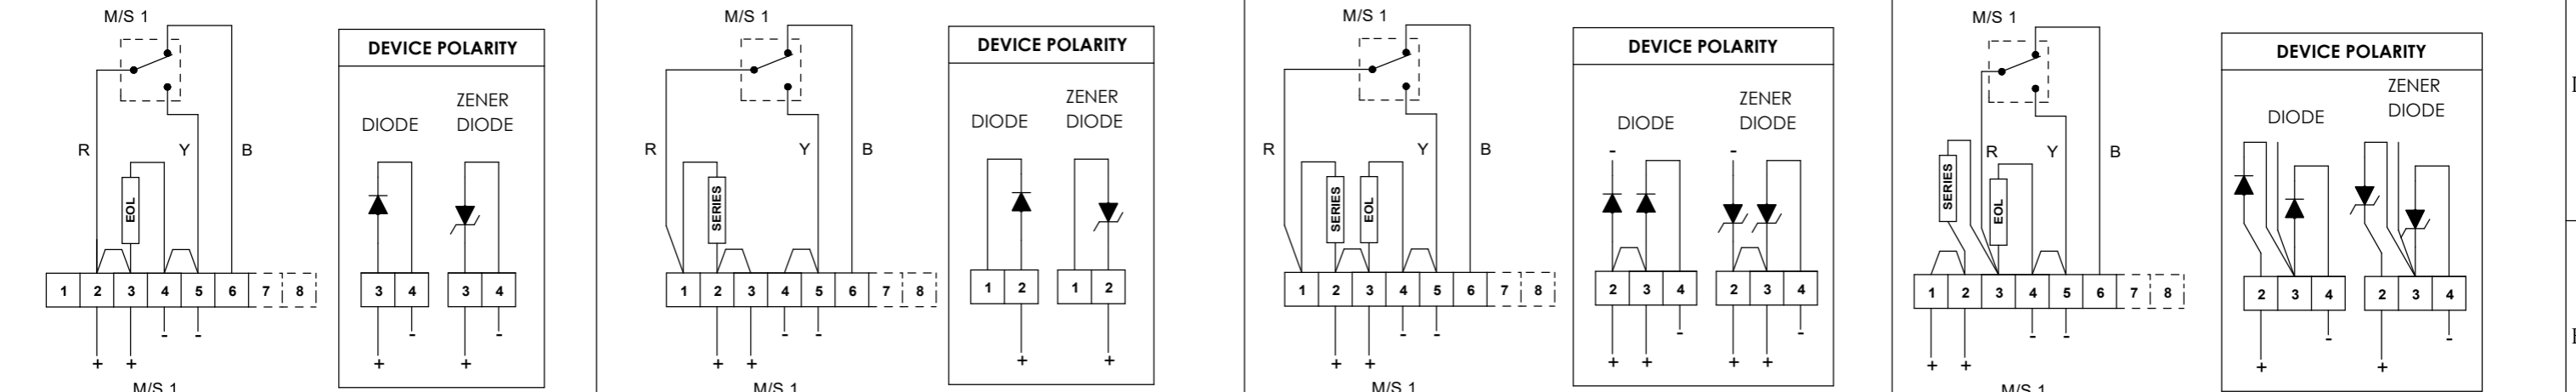 M/S 1
R
Y
B
EOL
1 2 3 4 5 6 7 8
+ + - -
M/S 1
DEVICE POLARITY
DIODE
ZENER
DIODE
3 4
3 4
+ - + -
M/S 1
R
Y
B
SERIES
1 2 3 4 5 6 7 8
+ + - -
M/S 1
DEVICE POLARITY
DIODE
ZENER
DIODE
1 2
1 2
+ +
M/S 1
R
Y
B
SERIES
EOL
1 2 3 4 5 6 7 8
+ + - -
M/S 1
DEVICE POLARITY
DIODE
ZENER
DIODE
- -
2 3 4
2 3 4
+ + - + + -
M/S 1
R
Y
B
SERIES
EOL
1 2 3 4 5 6 7 8
+ + - -
M/S 1
DEVICE POLARITY
DIODE
ZENER
DIODE
2 3 4
2 3 4
+ - + -